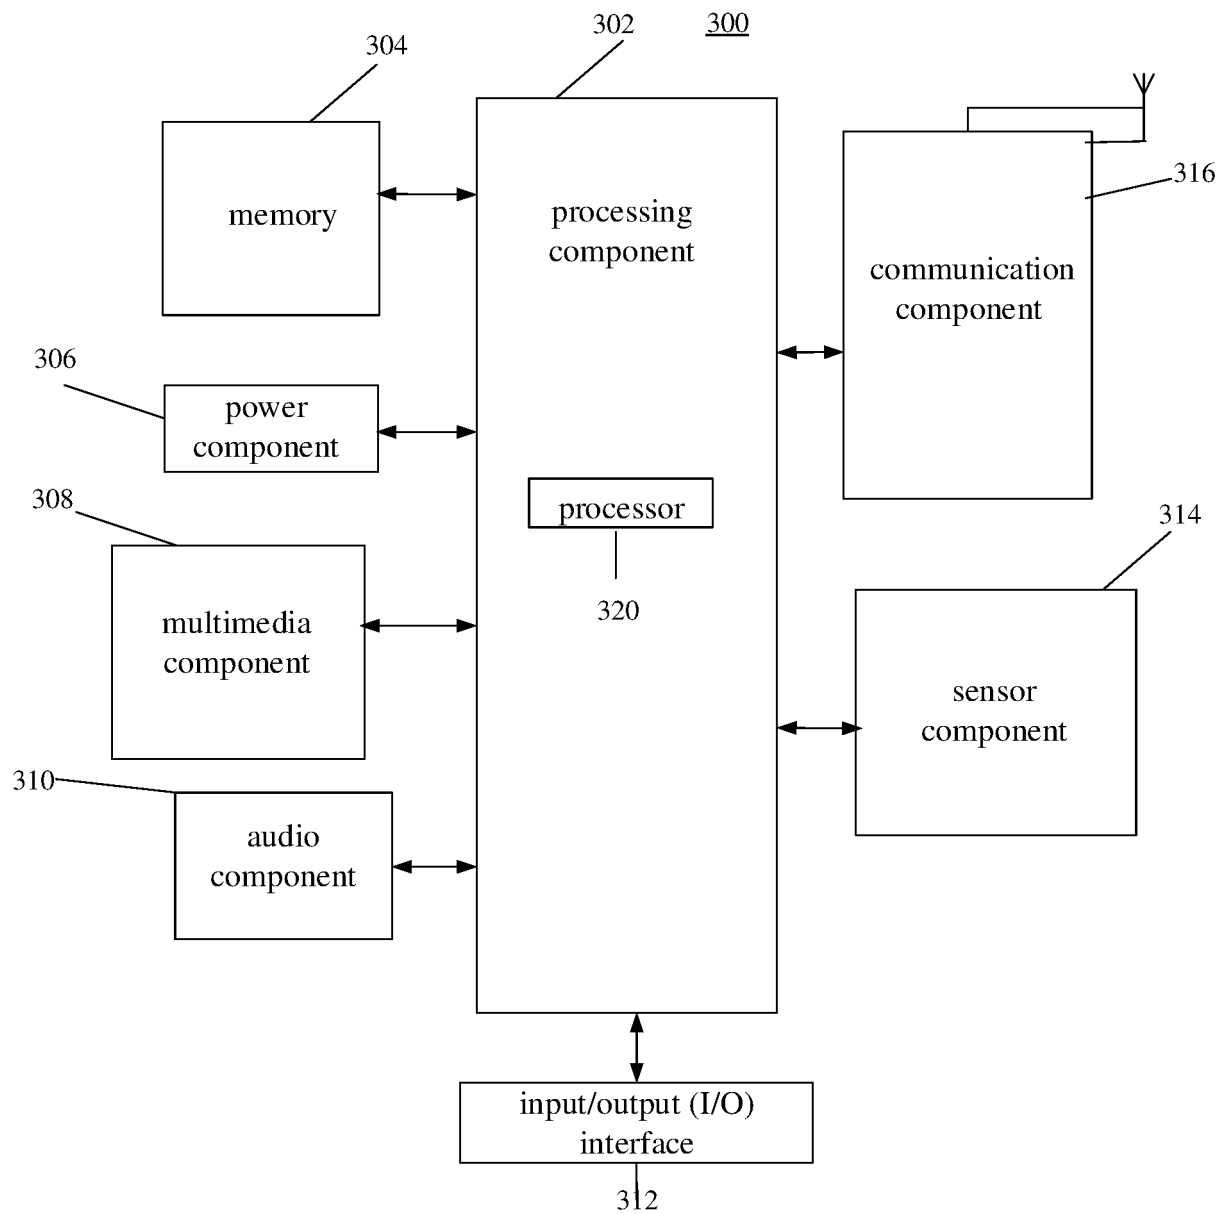 302
300
304
316
memory
processing
component
communication
component
306
power
component
308
processor
320
314
multimedia
component
sensor
component
310
audio
component
input/output (I/O)
interface
312